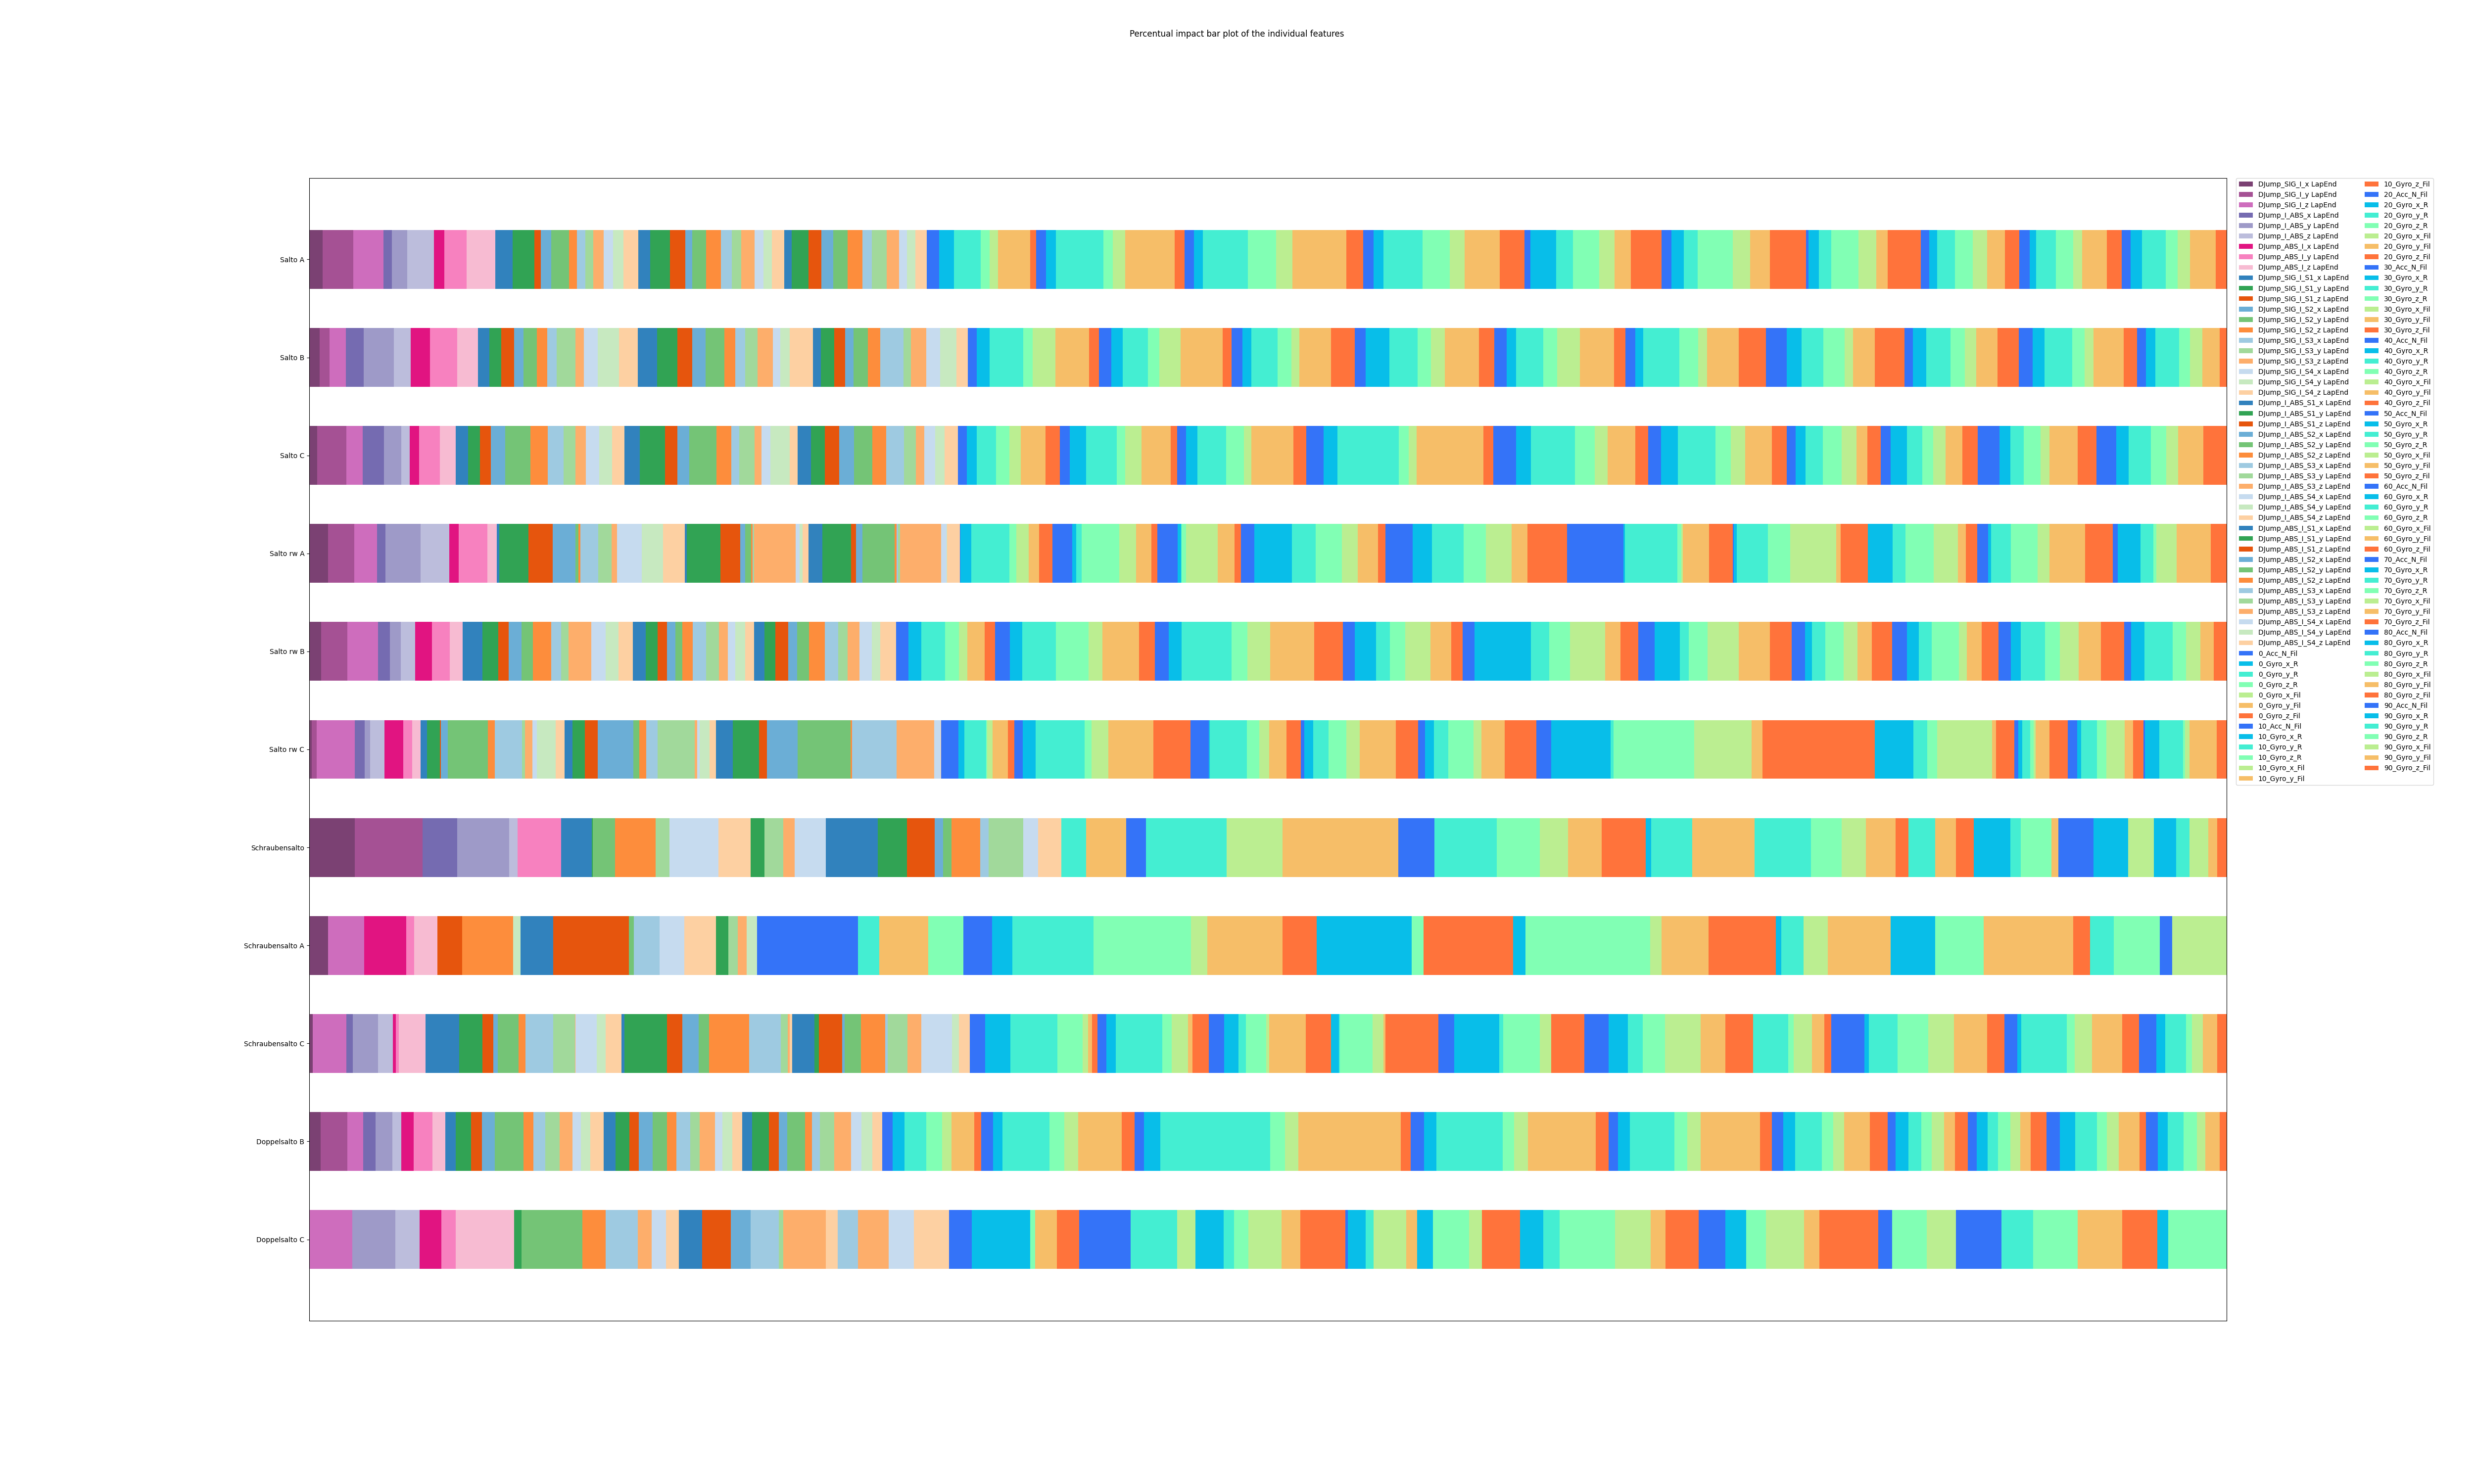 Percentual impact bar plot of the individual features
Salto A
Salto B
Salto C
Salto rw A
Salto rw B
Salto rw C
Schraubensalto
Schraubensalto A
Schraubensalto C
Doppelsalto B
Doppelsalto C
DJump_SIG_I_x LapEnd
DJump_SIG_I_y LapEnd
DJump_SIG_I_z LapEnd
DJump_I_ABS_x LapEnd
DJump_I_ABS_y LapEnd
DJump_I_ABS_z LapEnd
DJump_ABS_I_x LapEnd
DJump_ABS_I_y LapEnd
DJump_ABS_I_z LapEnd
DJump_SIG_I_S1_x LapEnd
DJump_SIG_I_S1_y LapEnd
DJump_SIG_I_S1_z LapEnd
DJump_SIG_I_S2_x LapEnd
DJump_SIG_I_S2_y LapEnd
DJump_SIG_I_S2_z LapEnd
DJump_SIG_I_S3_x LapEnd
DJump_SIG_I_S3_y LapEnd
DJump_SIG_I_S3_z LapEnd
DJump_SIG_I_S4_x LapEnd
DJump_SIG_I_S4_y LapEnd
DJump_SIG_I_S4_z LapEnd
DJump_I_ABS_S1_x LapEnd
DJump_I_ABS_S1_y LapEnd
DJump_I_ABS_S1_z LapEnd
DJump_I_ABS_S2_x LapEnd
DJump_I_ABS_S2_y LapEnd
DJump_I_ABS_S2_z LapEnd
DJump_I_ABS_S3_x LapEnd
DJump_I_ABS_S3_y LapEnd
DJump_I_ABS_S3_z LapEnd
DJump_I_ABS_S4_x LapEnd
DJump_I_ABS_S4_y LapEnd
DJump_I_ABS_S4_z LapEnd
DJump_ABS_I_S1_x LapEnd
DJump_ABS_I_S1_y LapEnd
DJump_ABS_I_S1_z LapEnd
DJump_ABS_I_S2_x LapEnd
DJump_ABS_I_S2_y LapEnd
DJump_ABS_I_S2_z LapEnd
DJump_ABS_I_S3_x LapEnd
DJump_ABS_I_S3_y LapEnd
DJump_ABS_I_S3_z LapEnd
DJump_ABS_I_S4_x LapEnd
DJump_ABS_I_S4_y LapEnd
DJump_ABS_I_S4_z LapEnd
0_Acc_N_Fil
0_Gyro_x_R
0_Gyro_y_R
0_Gyro_z_R
0_Gyro_x_Fil
0_Gyro_y_Fil
0_Gyro_z_Fil
10_Acc_N_Fil
10_Gyro_x_R
10_Gyro_y_R
10_Gyro_z_R
10_Gyro_x_Fil
10_Gyro_y_Fil
10_Gyro_z_Fil
20_Acc_N_Fil
20_Gyro_x_R
20_Gyro_y_R
20_Gyro_z_R
20_Gyro_x_Fil
20_Gyro_y_Fil
20_Gyro_z_Fil
30_Acc_N_Fil
30_Gyro_x_R
30_Gyro_y_R
30_Gyro_z_R
30_Gyro_x_Fil
30_Gyro_y_Fil
30_Gyro_z_Fil
40_Acc_N_Fil
40_Gyro_x_R
40_Gyro_y_R
40_Gyro_z_R
40_Gyro_x_Fil
40_Gyro_y_Fil
40_Gyro_z_Fil
50_Acc_N_Fil
50_Gyro_x_R
50_Gyro_y_R
50_Gyro_z_R
50_Gyro_x_Fil
50_Gyro_y_Fil
50_Gyro_z_Fil
60_Acc_N_Fil
60_Gyro_x_R
60_Gyro_y_R
60_Gyro_z_R
60_Gyro_x_Fil
60_Gyro_y_Fil
60_Gyro_z_Fil
70_Acc_N_Fil
70_Gyro_x_R
70_Gyro_y_R
70_Gyro_z_R
70_Gyro_x_Fil
70_Gyro_y_Fil
70_Gyro_z_Fil
80_Acc_N_Fil
80_Gyro_x_R
80_Gyro_y_R
80_Gyro_z_R
80_Gyro_x_Fil
80_Gyro_y_Fil
80_Gyro_z_Fil
90_Acc_N_Fil
90_Gyro_x_R
90_Gyro_y_R
90_Gyro_z_R
90_Gyro_x_Fil
90_Gyro_y_Fil
90_Gyro_z_Fil